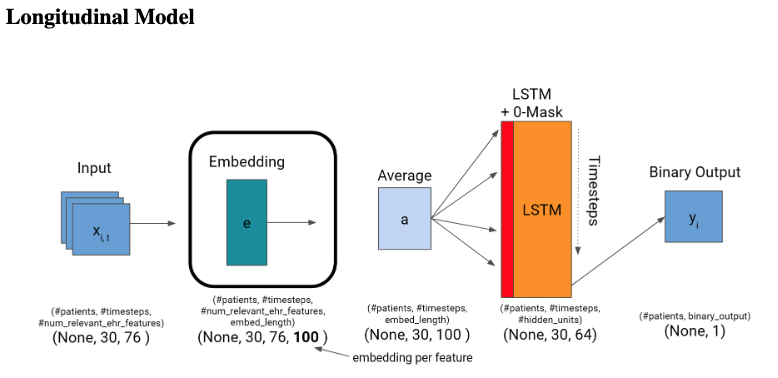 Longitudinal Model
Input
x i, t
(#patients, #timesteps,
#num_relevant_ehr_features)
(None, 30, 76 )
Embedding
e
(#patients, #timesteps,
#num_relevant_ehr_features,
embed_length)
(None, 30, 76, 100 )
embedding per feature
Average
a
(#patients, #timesteps,
embed_length)
(None, 30, 100 )
LSTM
+ 0-Mask
LSTM
Timesteps
(#patients, #timesteps,
#hidden_units)
(None, 30, 64)
Binary Output
y i
(#patients, binary_output)
(None, 1)